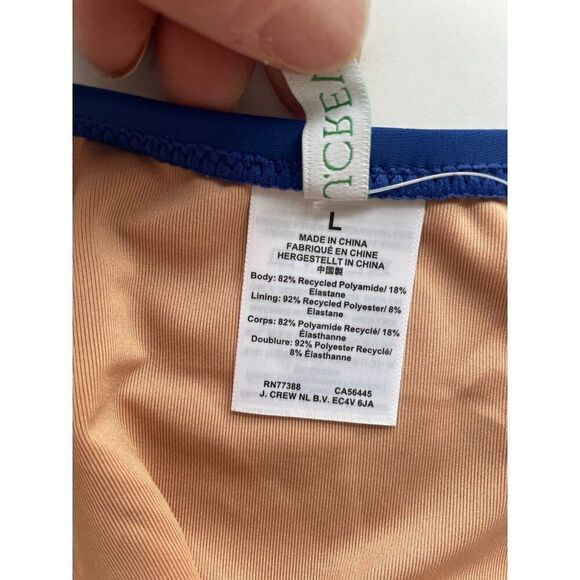 J.CREW
L
MADE IN CHINA
FABRIQUÉ EN CHINE
HERGESTELLT IN CHINA
中國製
Body: 82% Recycled Polyamide/ 18%
Elastane
Lining: 92% Recycled Polyester/ 8%
Elastane
Corps: 82% Polyamide Recyclé/ 18%
Élasthanne
Doublure: 92% Polyester Recyclé/
8% Élasthanne
RN77388 CA56445
J. CREW NL B.V. EC4V 6JA